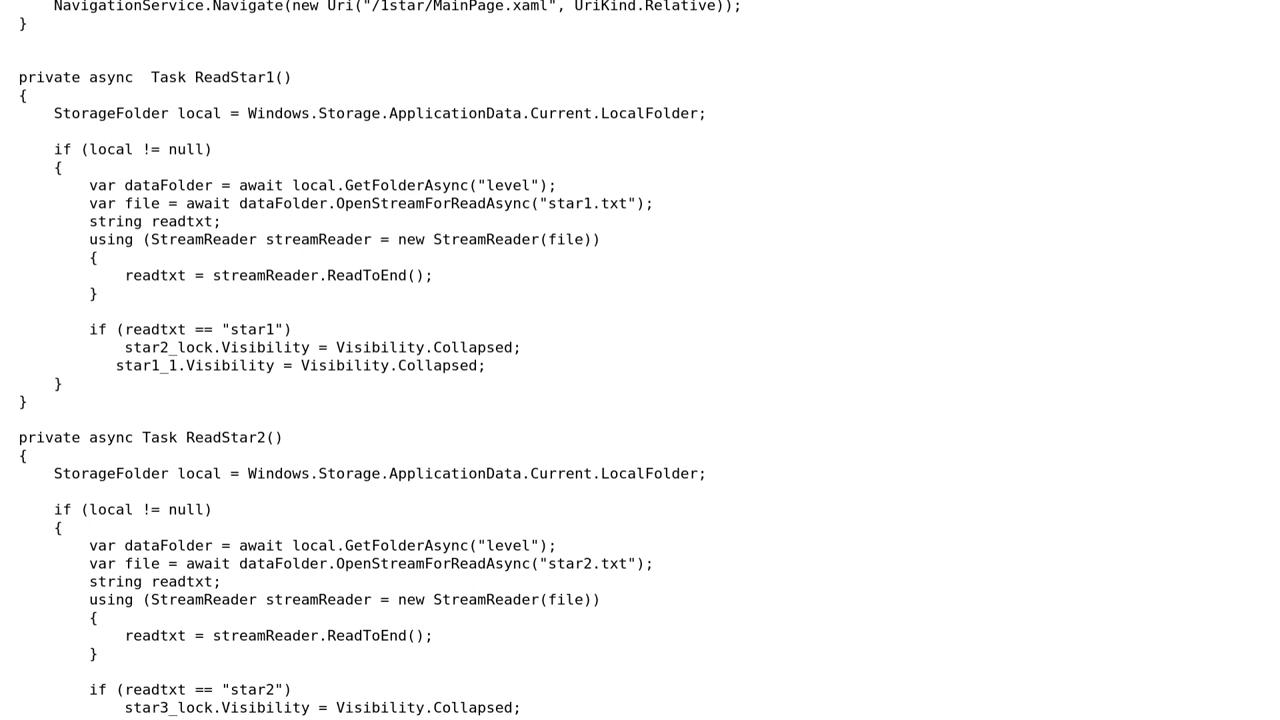 NavigationService.Navigate(new Uri("/1star/MainPage.xaml", UriKind.Relative));
}
private async  Task ReadStar1()
{
StorageFolder local = Windows.Storage.ApplicationData.Current.LocalFolder;
if (local != null)
{
var dataFolder = await local.GetFolderAsync("level");
var file = await dataFolder.OpenStreamForReadAsync("star1.txt");
string readtxt;
using (StreamReader streamReader = new StreamReader(file))
{
readtxt = streamReader.ReadToEnd();
}
if (readtxt == "star1")
star2_lock.Visibility = Visibility.Collapsed;
star1_1.Visibility = Visibility.Collapsed;
}
}
private async Task ReadStar2()
{
StorageFolder local = Windows.Storage.ApplicationData.Current.LocalFolder;
if (local != null)
{
var dataFolder = await local.GetFolderAsync("level");
var file = await dataFolder.OpenStreamForReadAsync("star2.txt");
string readtxt;
using (StreamReader streamReader = new StreamReader(file))
{
readtxt = streamReader.ReadToEnd();
}
if (readtxt == "star2")
star3_lock.Visibility = Visibility.Collapsed;